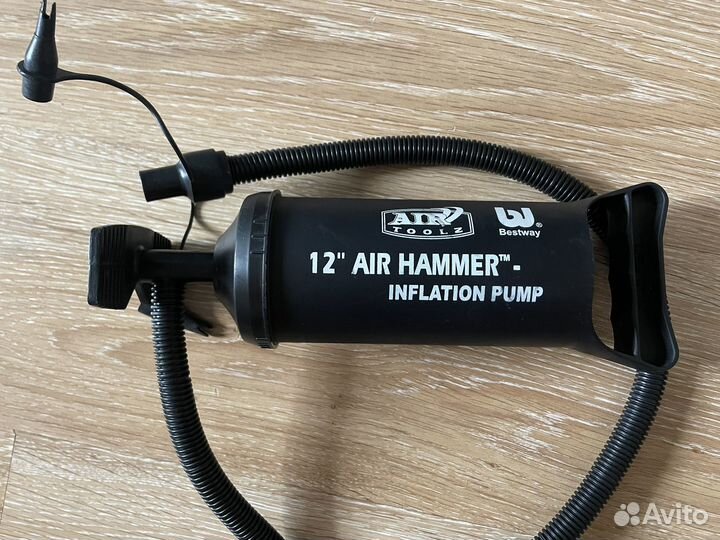 AIR
TOOLZ
Bestway®
12" AIR HAMMER™-
INFLATION PUMP
Avito